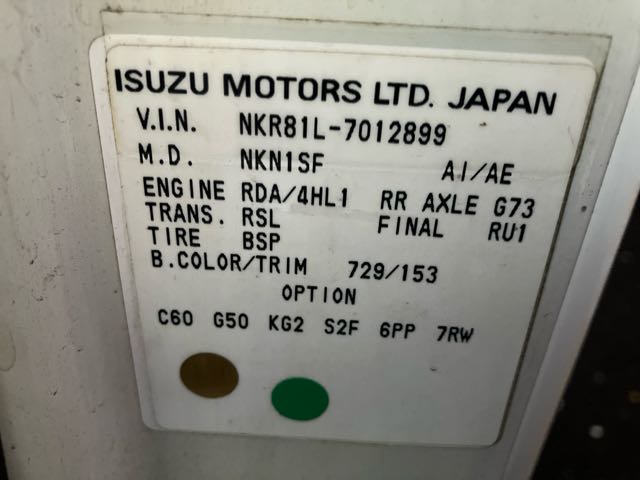 ISUZU MOTORS LTD. JAPAN
V.I.N. NKR81L-7012899
M.D. NKN1SF A1/AE
ENGINE RDA/4HL1 RR AXLE G73
TRANS. RSL FINAL RU1
TIRE BSP
B.COLOR/TRIM 729/153
OPTION
C60 G50 KG2 S2F 6PP 7RW